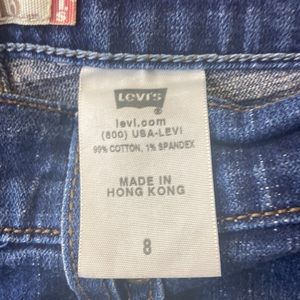 Levi's
®
levi.com
(800) USA-LEVI
99% COTTON, 1% SPANDEX
MADE IN
HONG KONG
8